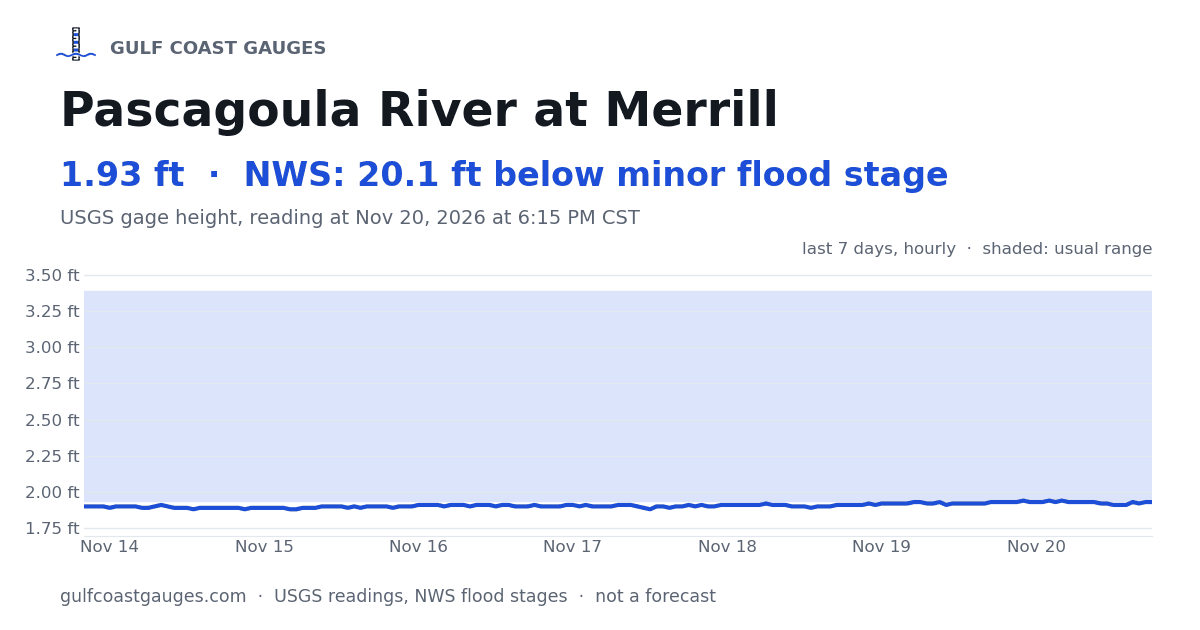 GULF COAST GAUGES
Pascagoula River at Merrill
1.93 ft · NWS: 20.1 ft below minor flood stage
USGS gage height, reading at Nov 20, 2026 at 6:15 PM CST
last 7 days, hourly · shaded: usual range
3.50 ft
3.25 ft
3.00 ft
2.75 ft
2.50 ft
2.25 ft
2.00 ft
1.75 ft
Nov 14 Nov 15 Nov 16 Nov 17 Nov 18 Nov 19 Nov 20
gulfcoastgauges.com · USGS readings, NWS flood stages · not a forecast